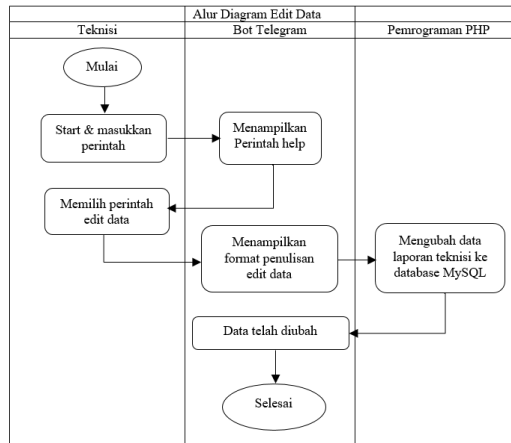 Alur Diagram Edit Data
Teknisi
Bot Telegram
Pemrograman PHP
Mulai
Start & masukkan
perintah
Menampilkan
Perintah help
Memilih perintah
edit data
Menampilkan
format penulisan
edit data
Mengubah data
laporan teknisi ke
database MySQL
Data telah diubah
Selesai